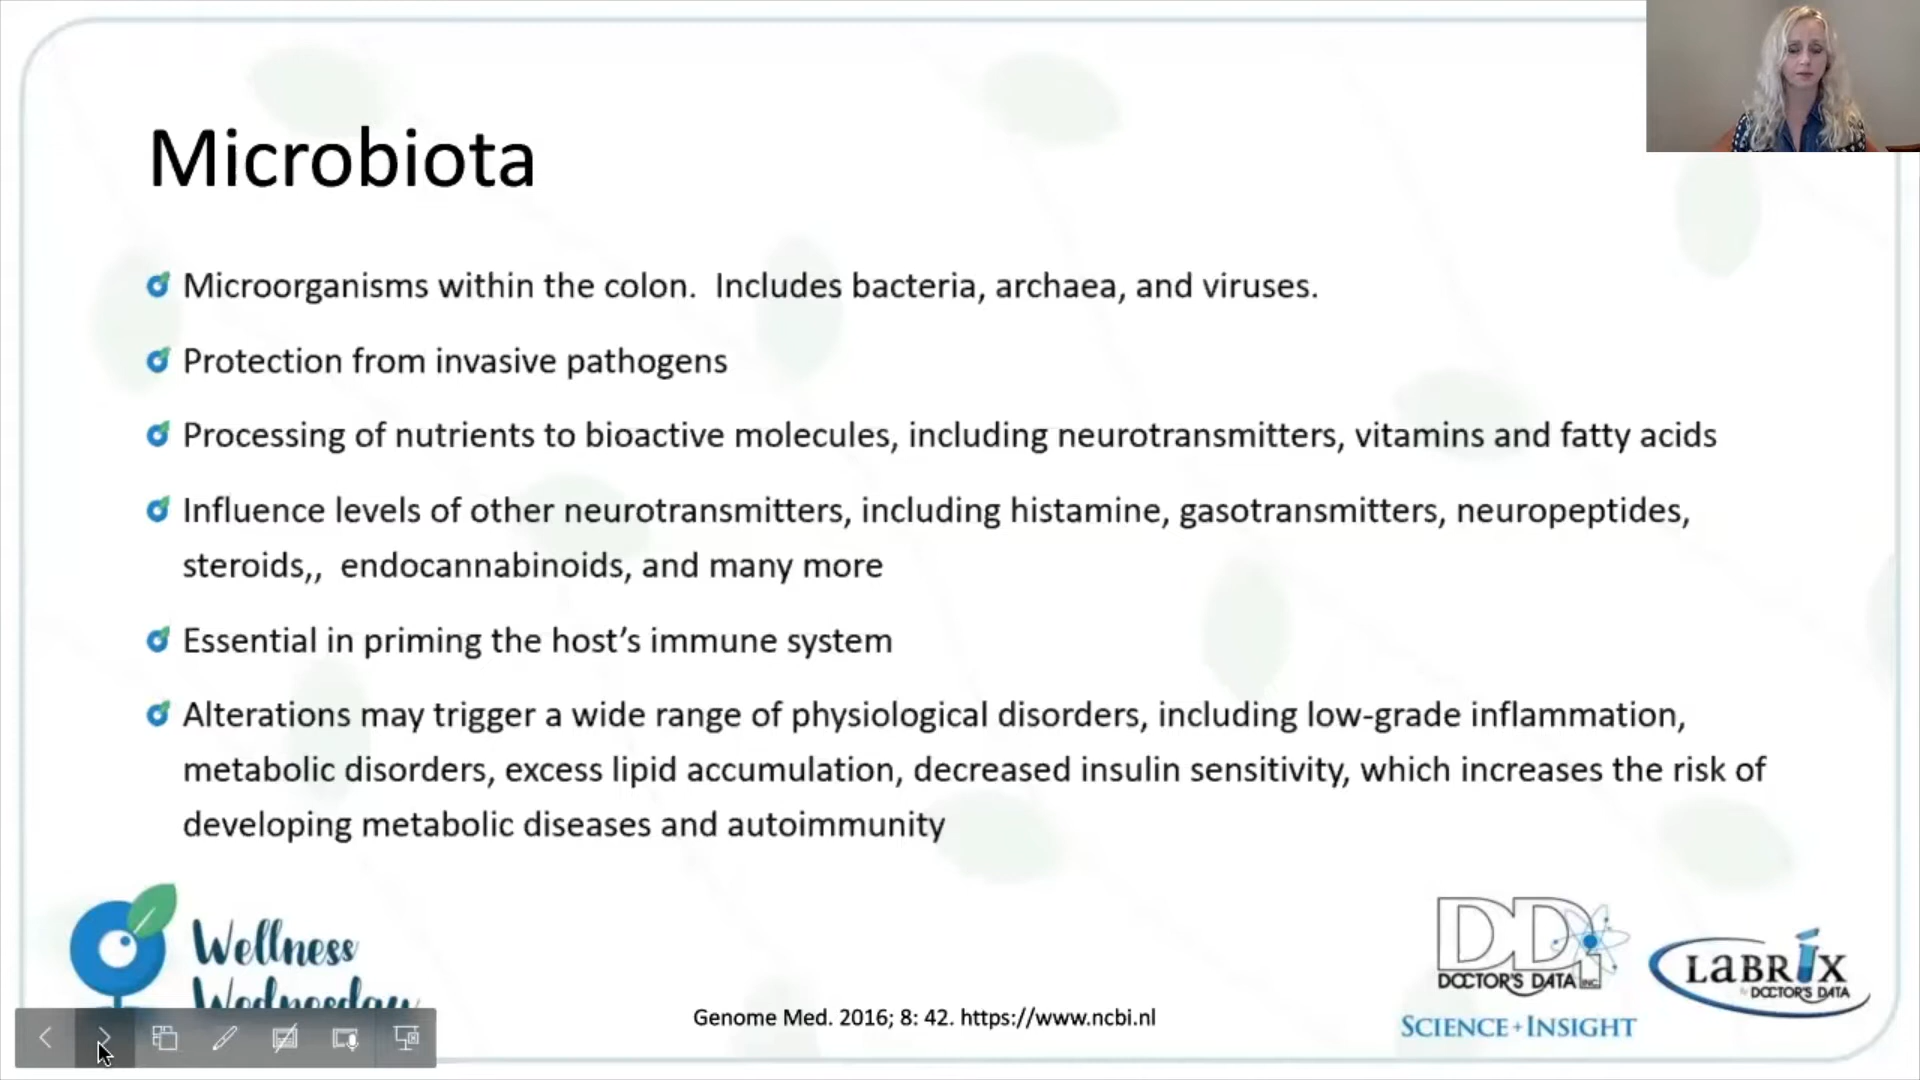 Microbiota
Microorganisms within the colon.  Includes bacteria, archaea, and viruses.
Protection from invasive pathogens
Processing of nutrients to bioactive molecules, including neurotransmitters, vitamins and fatty acids
Influence levels of other neurotransmitters, including histamine, gasotransmitters, neuropeptides,
steroids,,  endocannabinoids, and many more
Essential in priming the host’s immune system
Alterations may trigger a wide range of physiological disorders, including low-grade inflammation,
metabolic disorders, excess lipid accumulation, decreased insulin sensitivity, which increases the risk of
developing metabolic diseases and autoimmunity
Wellness
Wednesday
Genome Med. 2016; 8: 42. https://www.ncbi.nl
DDI
DOCTOR'S DATA INC.
SCIENCE + INSIGHT
LABRIX
by DOCTOR'S DATA